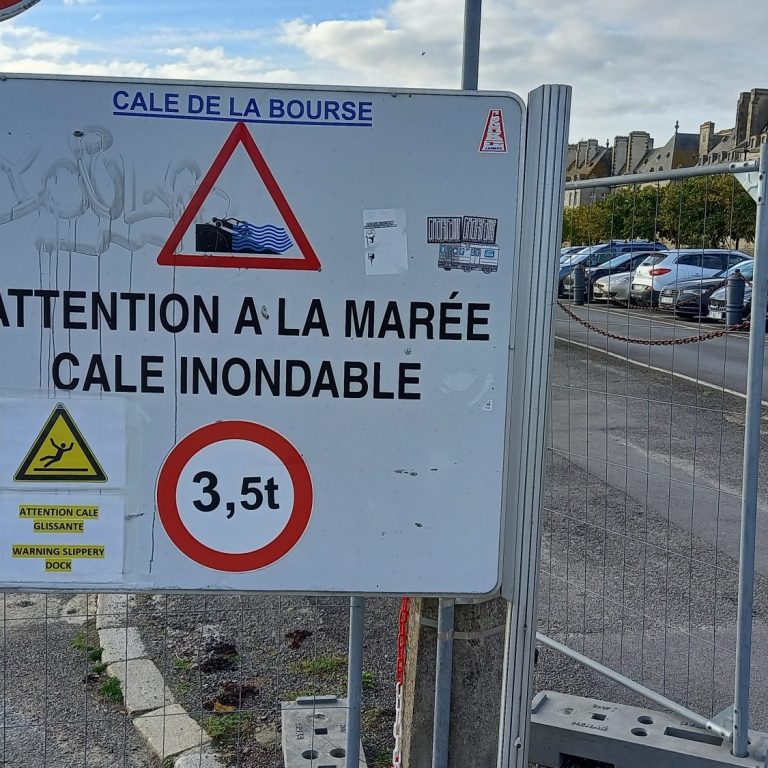 CALE DE LA BOURSE
ATTENTION A LA MARÉE
CALE INONDABLE
3,5t
ATTENTION CALE
GLISSANTE
WARNING SLIPPERY
DOCK